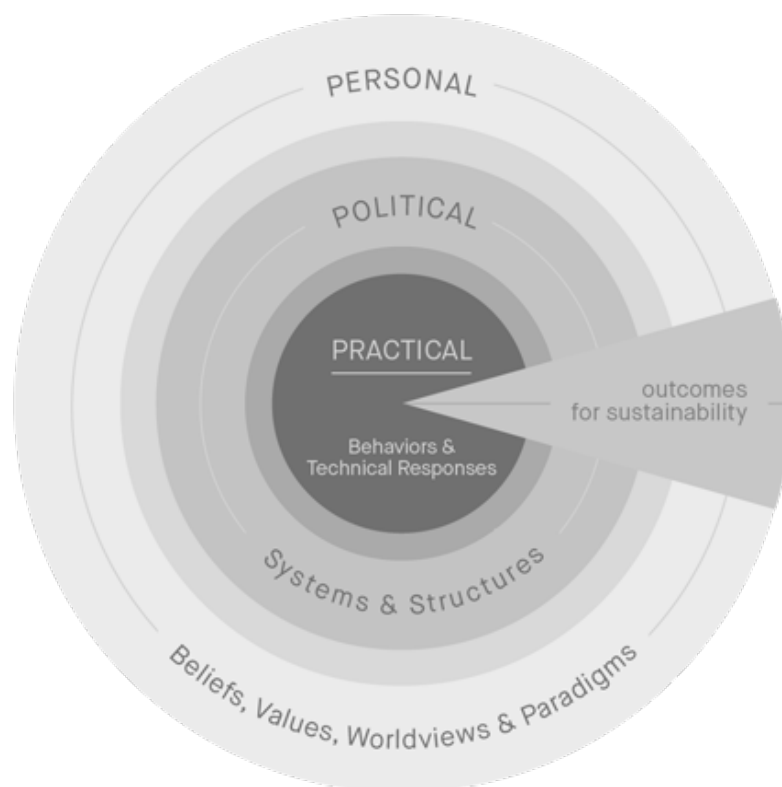 PERSONAL
POLITICAL
PRACTICAL
outcomes
for sustainability
Behaviors &
Technical Responses
Systems & Structures
Beliefs, Values, Worldviews & Paradigms